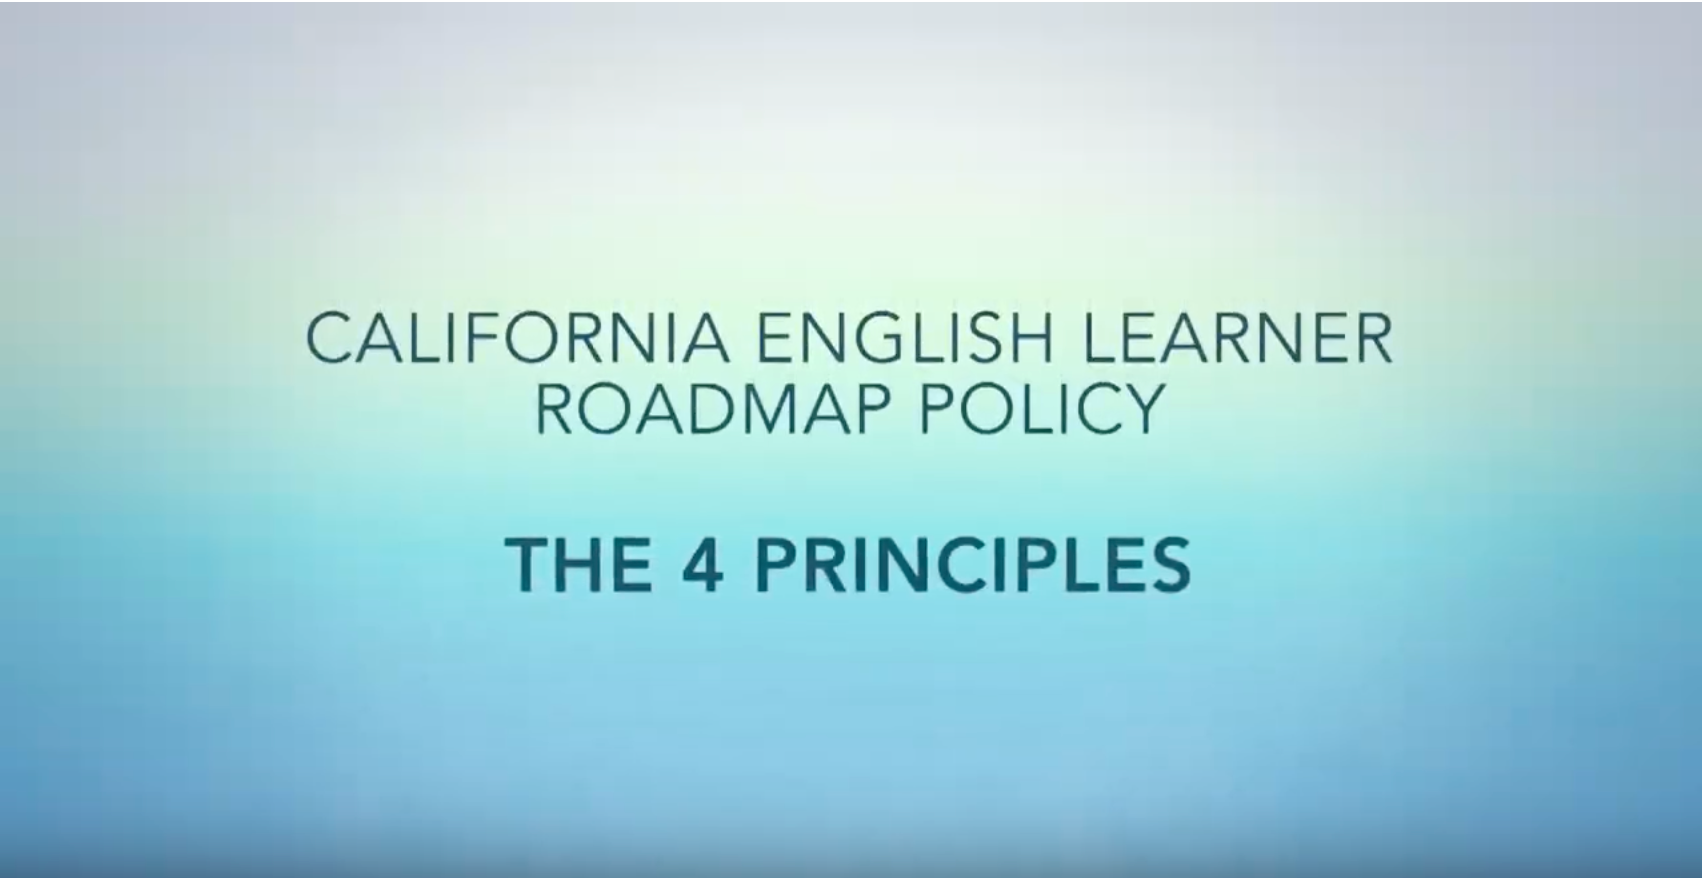 CALIFORNIA ENGLISH LEARNER
ROADMAP POLICY
THE 4 PRINCIPLES